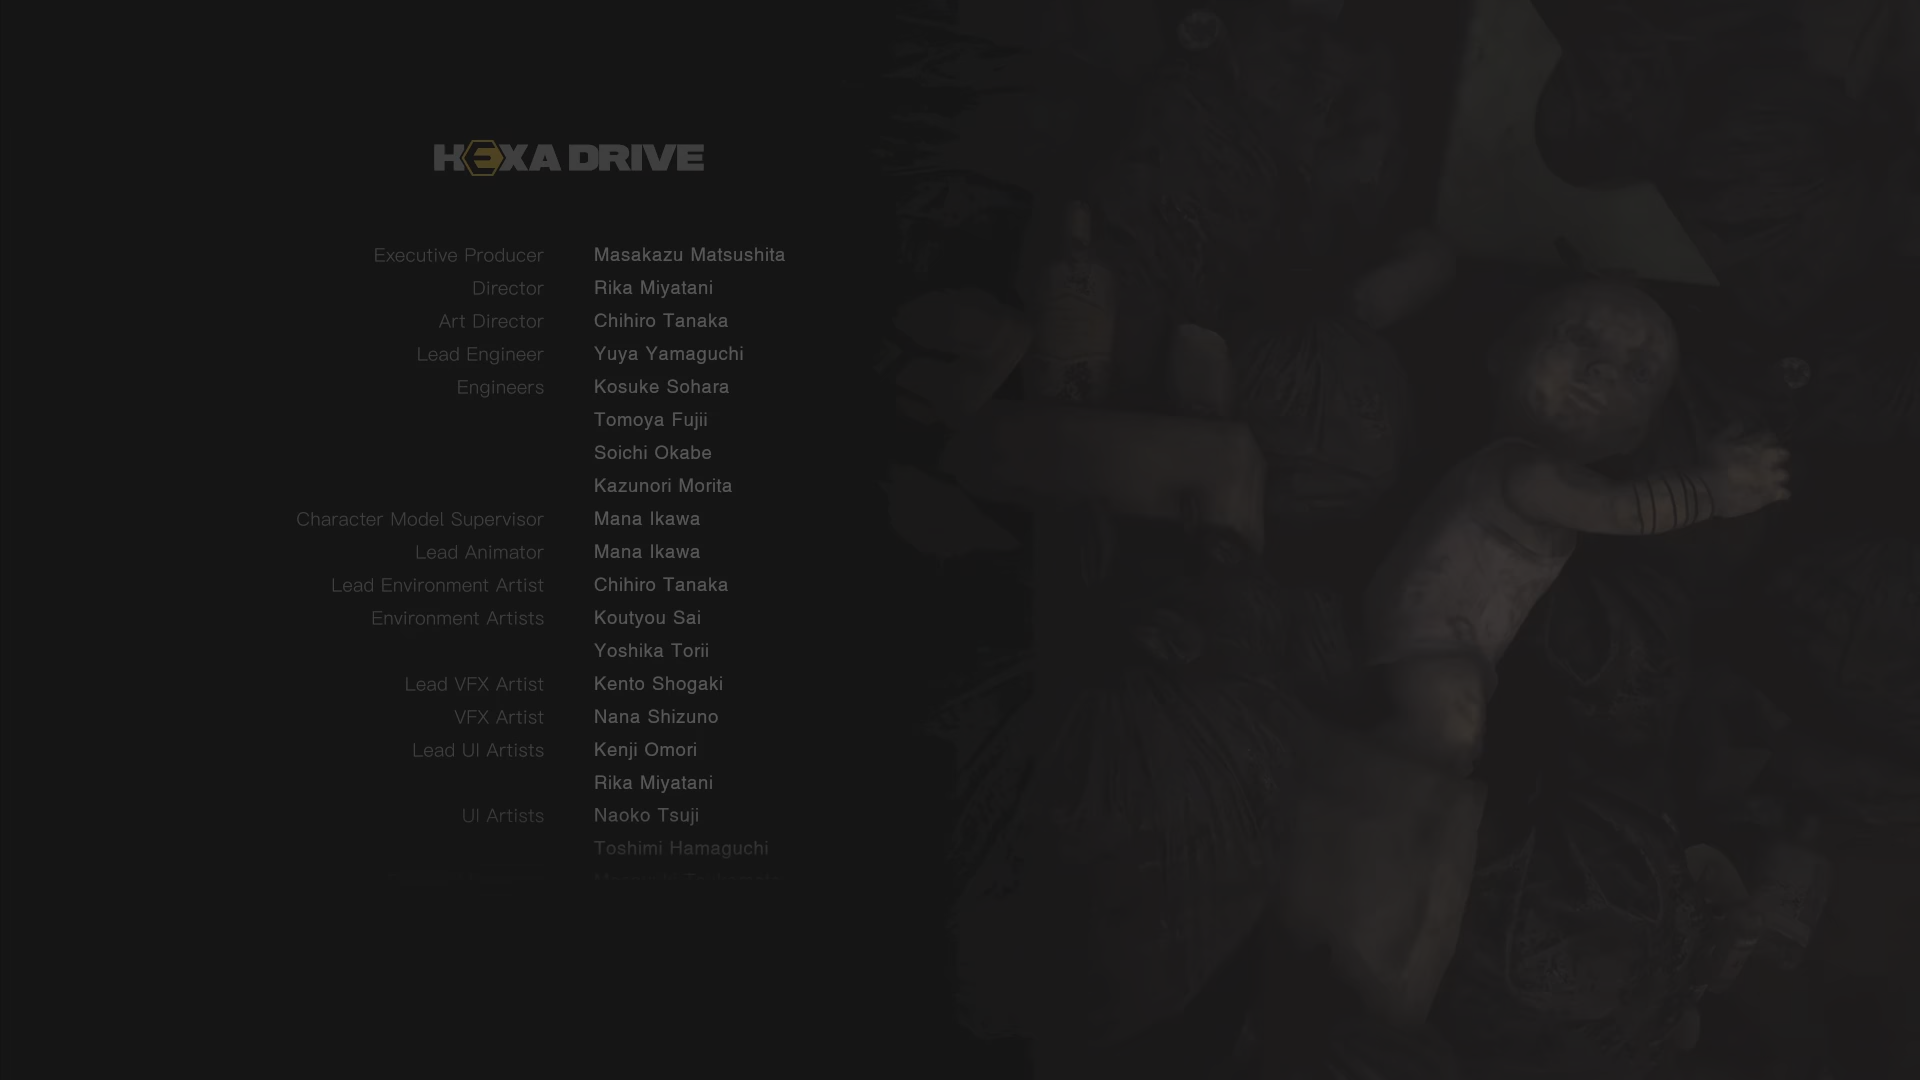 HEXA DRIVE
Executive Producer Masakazu Matsushita
Director Rika Miyatani
Art Director Chihiro Tanaka
Lead Engineer Yuya Yamaguchi
Engineers Kosuke Sohara
Tomoya Fujii
Soichi Okabe
Kazunori Morita
Character Model Supervisor Mana Ikawa
Lead Animator Mana Ikawa
Lead Environment Artist Chihiro Tanaka
Environment Artists Koutyou Sai
Yoshika Torii
Lead VFX Artist Kento Shogaki
VFX Artist Nana Shizuno
Lead UI Artists Kenji Omori
Rika Miyatani
UI Artists Naoko Tsuji
Toshimi Hamaguchi